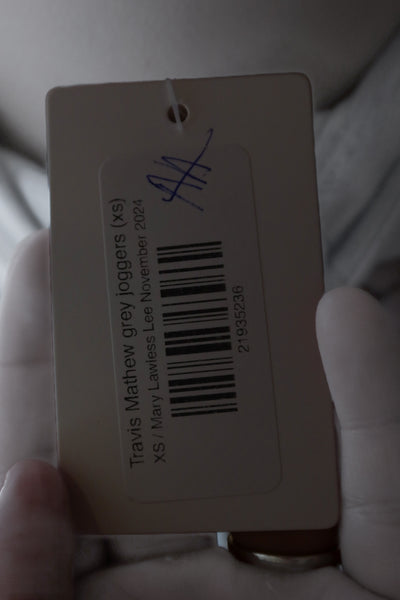 Travis Mathew grey joggers (xs)
XS / Mary Lawless Lee November 2024
21935236